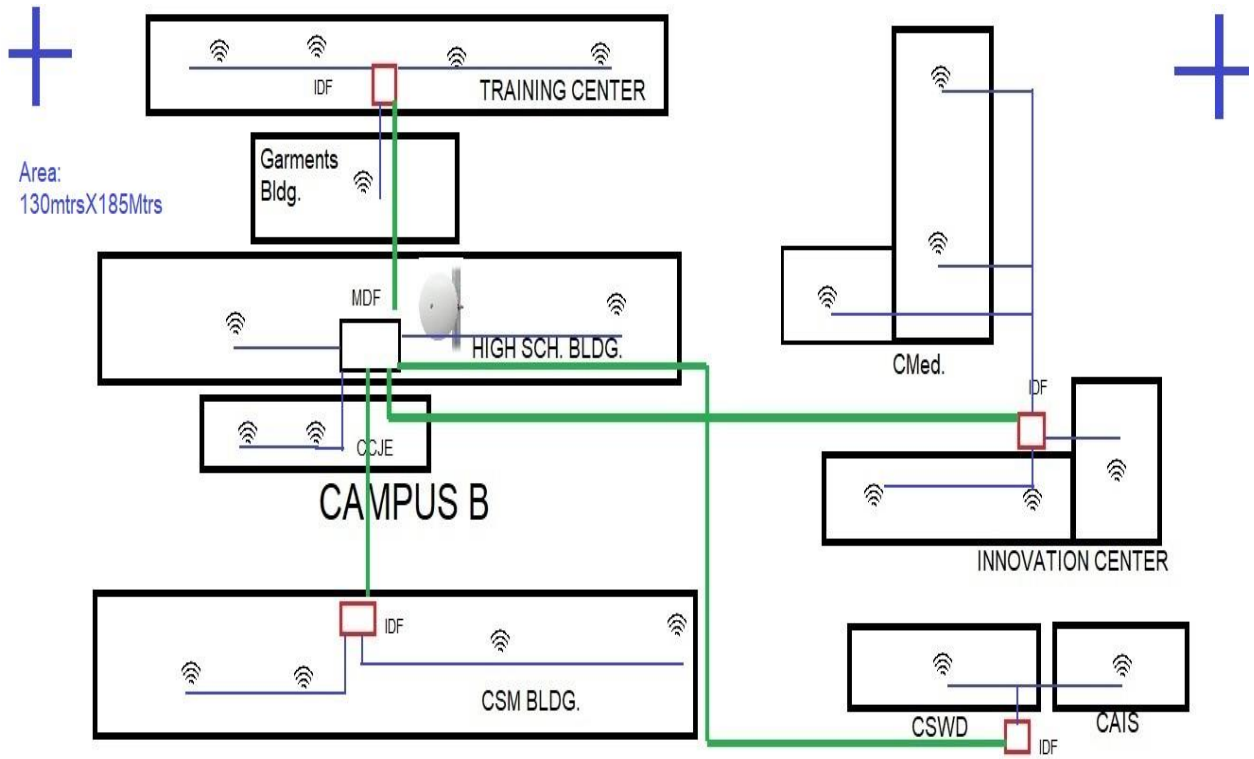 IDF
TRAINING CENTER
Garments
Bldg.
Area:
130mtrsX185Mtrs
MDF
HIGH SCH. BLDG.
CMed.
IDF
CCJE
CAMPUS B
INNOVATION CENTER
IDF
CSM BLDG.
CSWD
CAIS
IDF